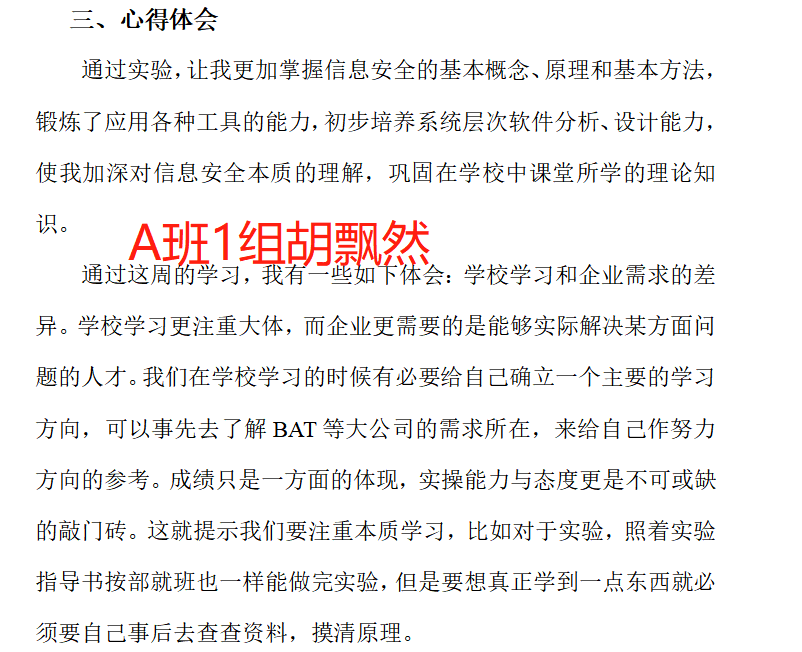 三、心得体会
通过实验，让我更加掌握信息安全的基本概念、原理和基本方法，
锻炼了应用各种工具的能力，初步培养系统层次软件分析、设计能力，
使我加深对信息安全本质的理解，巩固在学校中课堂所学的理论知
识。
A班1组胡飘然
通过这周的学习，我有一些如下体会：学校学习和企业需求的差
异。学校学习更注重大体，而企业更需要的是能够实际解决某方面问
题的人才。我们在学校学习的时候有必要给自己确立一个主要的学习
方向，可以事先去了解 BAT 等大公司的需求所在，来给自己作努力
方向的参考。成绩只是一方面的体现，实操能力与态度更是不可或缺
的敲门砖。这就提示我们要注重本质学习，比如对于实验，照着实验
指导书按部就班也一样能做完实验，但是要想真正学到一点东西就必
须要自己事后去查查资料，摸清原理。